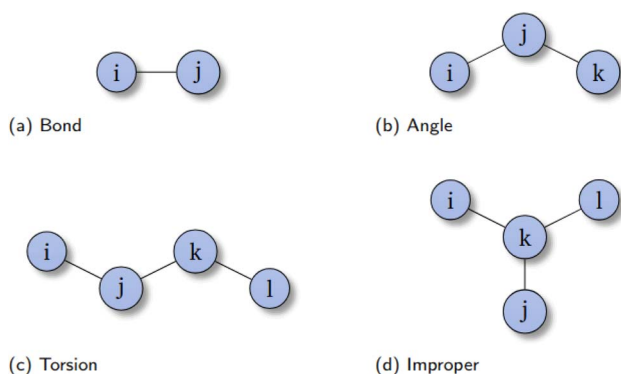 i
j
(a) Bond
i
j
k
(b) Angle
i
j
k
l
(c) Torsion
i
k
l
j
(d) Improper